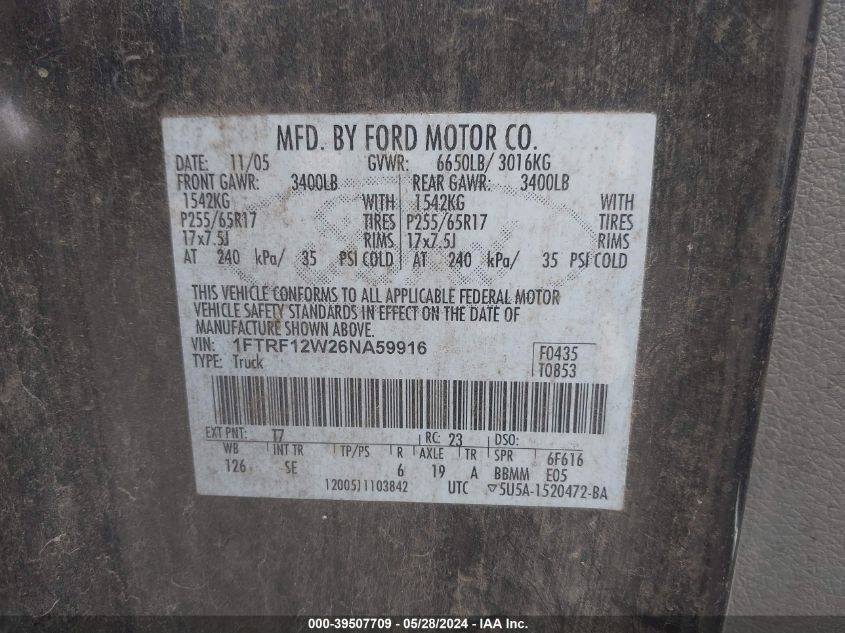 MFD. BY FORD MOTOR CO.
DATE: 11/05 GVWR: 6650LB/ 3016KG
FRONT GAWR: 3400LB REAR GAWR: 3400LB
1542KG WITH 1542KG WITH
P255/65R17 TIRES P255/65R17 TIRES
17x7.5J RIMS 17x7.5J RIMS
AT 240 kPa/ 35 PSI COLD AT 240 kPa/ 35 PSI COLD
THIS VEHICLE CONFORMS TO ALL APPLICABLE FEDERAL MOTOR
VEHICLE SAFETY STANDARDS IN EFFECT ON THE DATE OF
MANUFACTURE SHOWN ABOVE.
VIN: 1FTRF12W26NA59916
TYPE: Truck
F0435
T0853
EXT PNT: T7 RC: 23 DSO:
WB INT TR TP/PS R AXLE TR SPR 6F616
126 SE 6 19 A BBMM E05
1200511103842 UTC ▽5U5A-1520472-BA
000-39507709 - 05/28/2024 - IAA Inc.